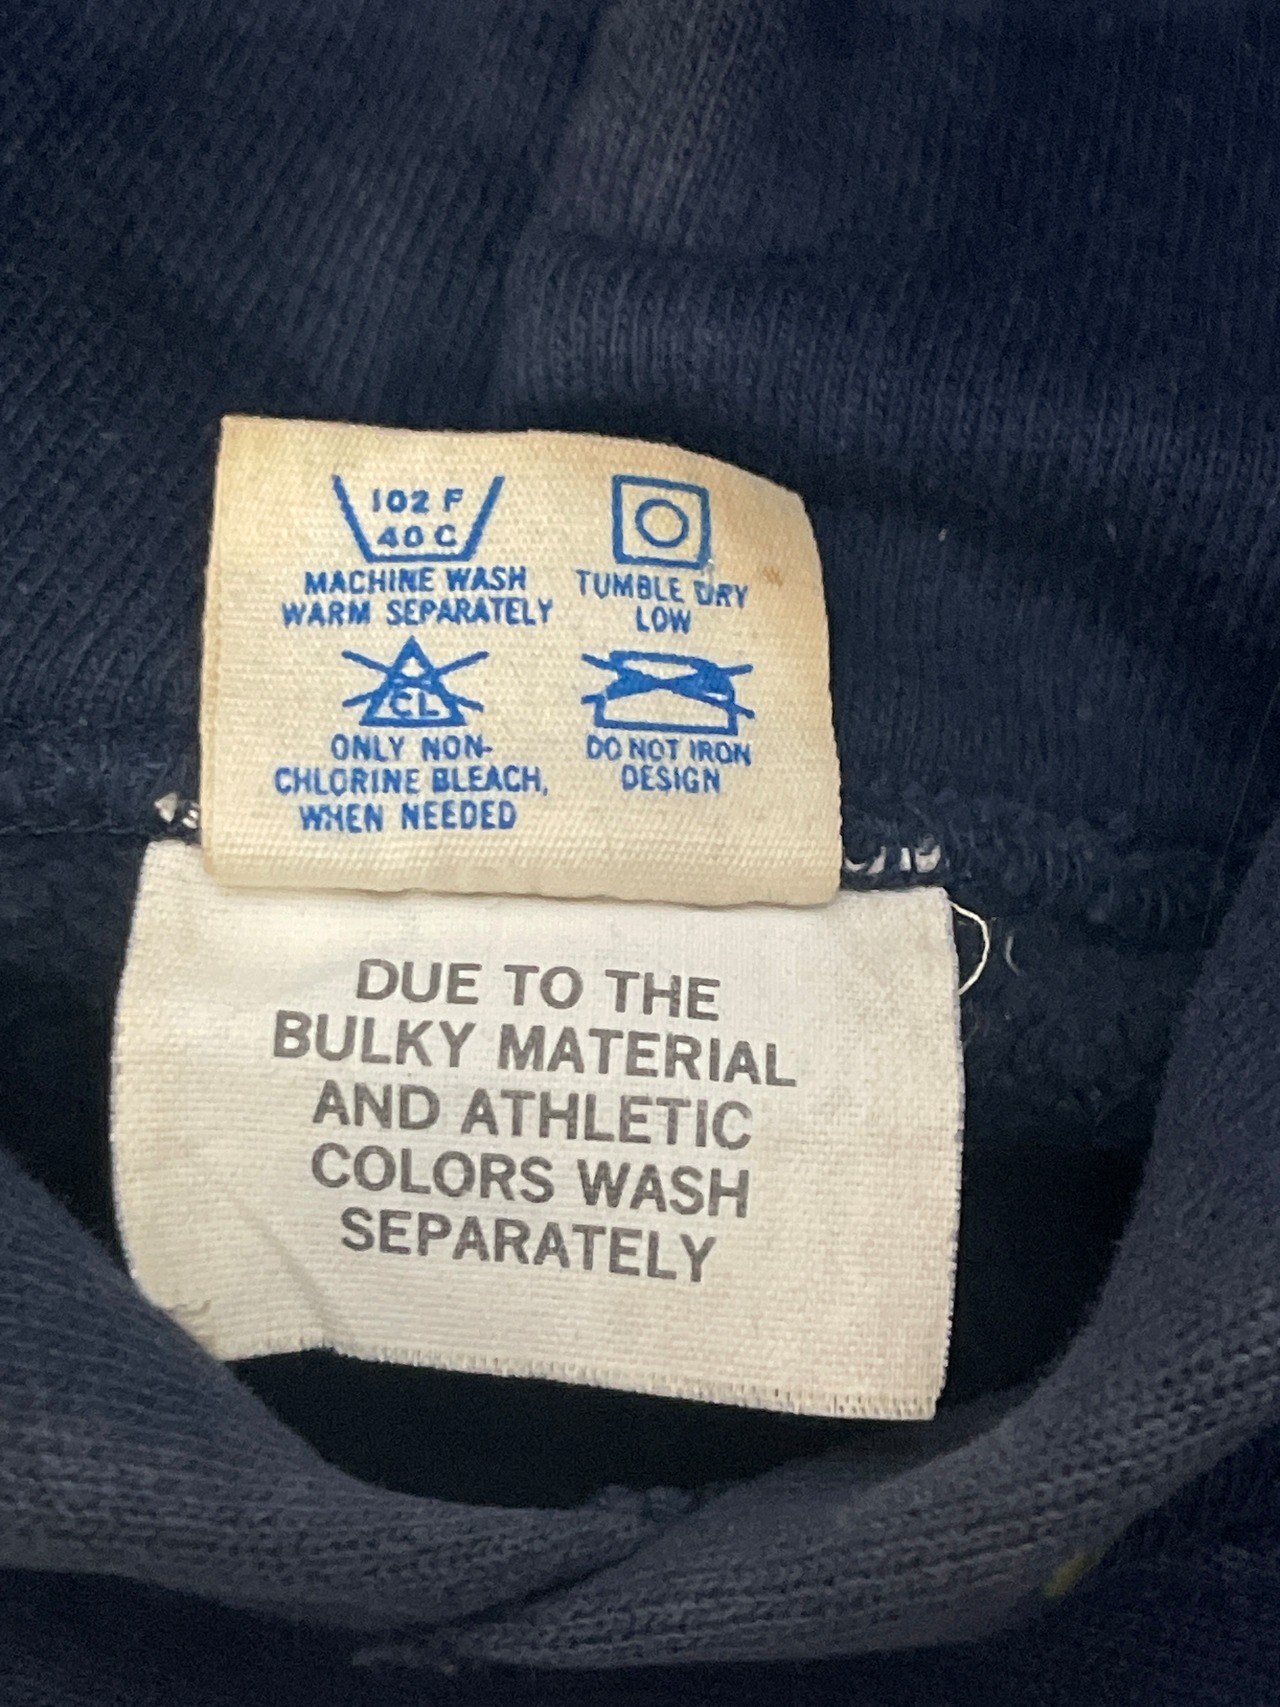 102 F
40 C
MACHINE WASH
WARM SEPARATELY
TUMBLE DRY
LOW
CL
ONLY NON-
CHLORINE BLEACH,
WHEN NEEDED
DO NOT IRON
DESIGN
DUE TO THE
BULKY MATERIAL
AND ATHLETIC
COLORS WASH
SEPARATELY